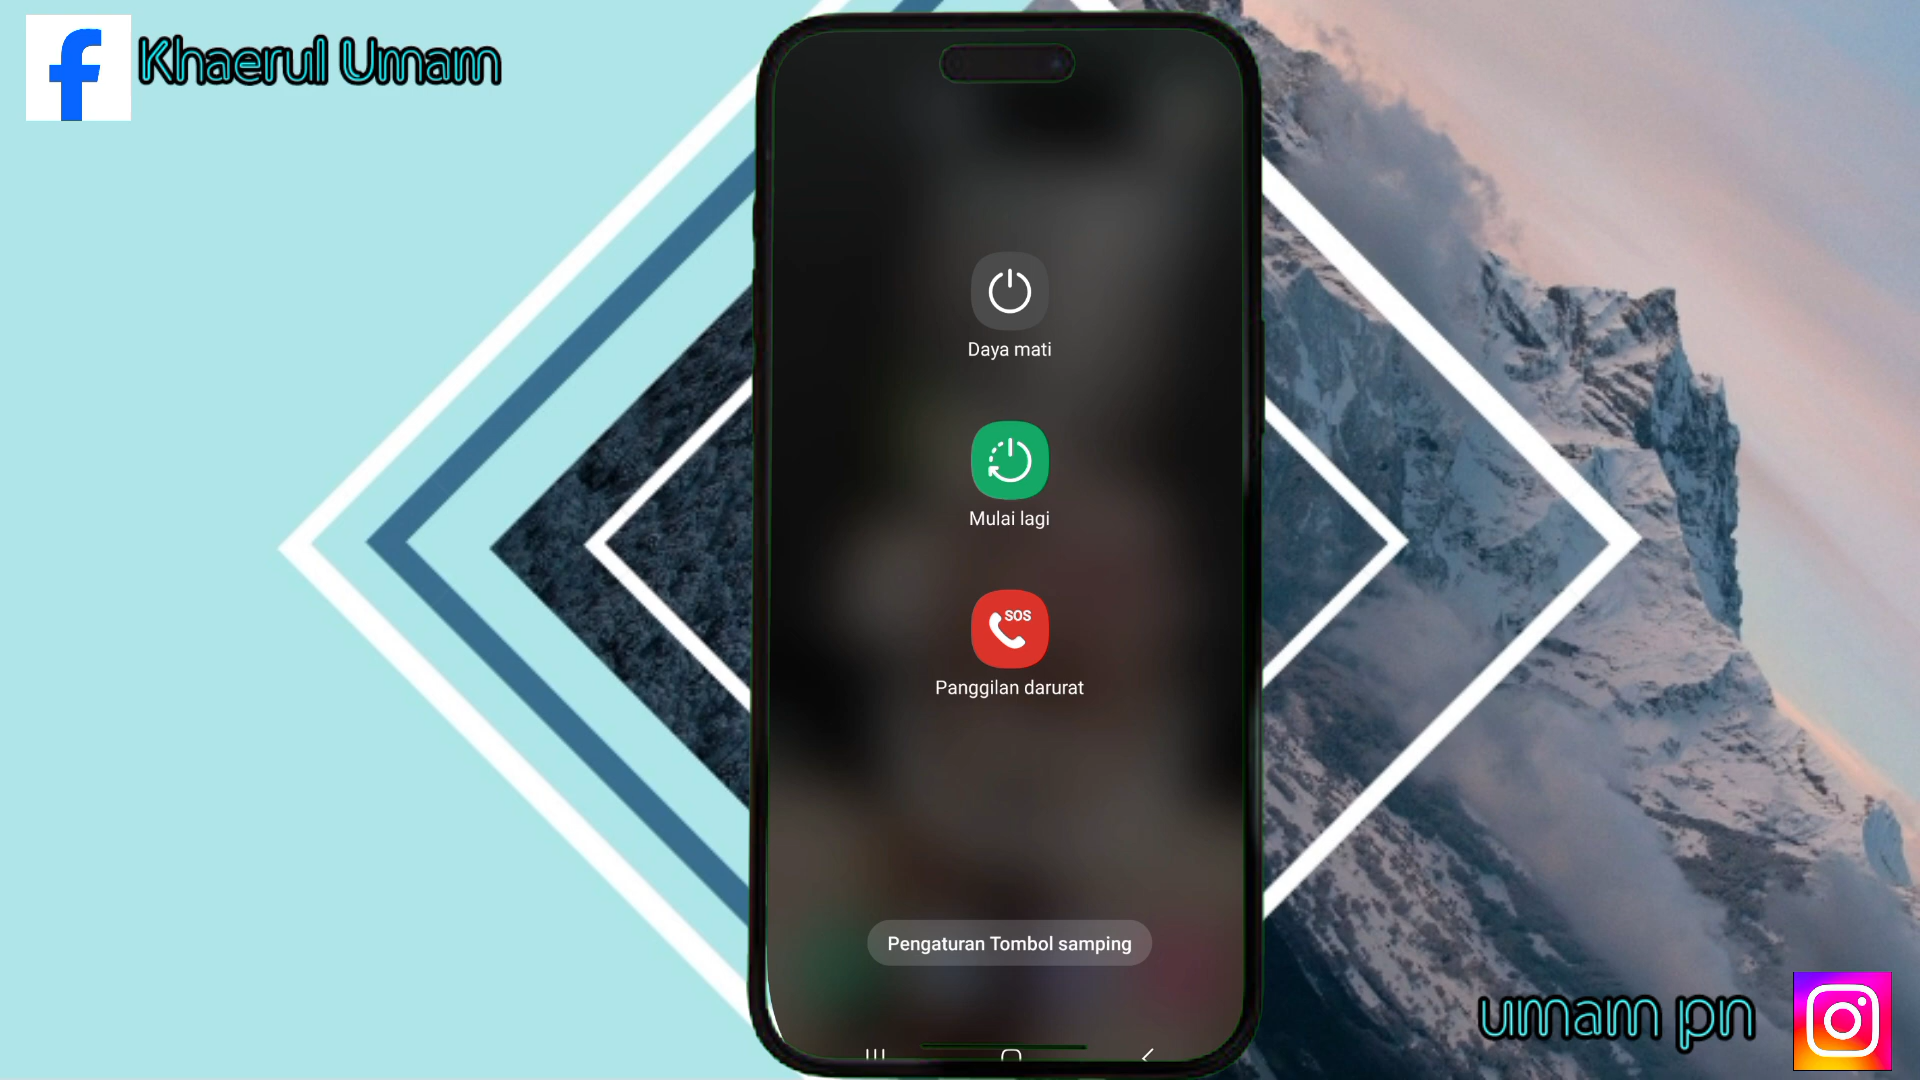 Khaerul Umam
Daya mati
Mulai lagi
SOS
Panggilan darurat
Pengaturan Tombol samping
umam pn